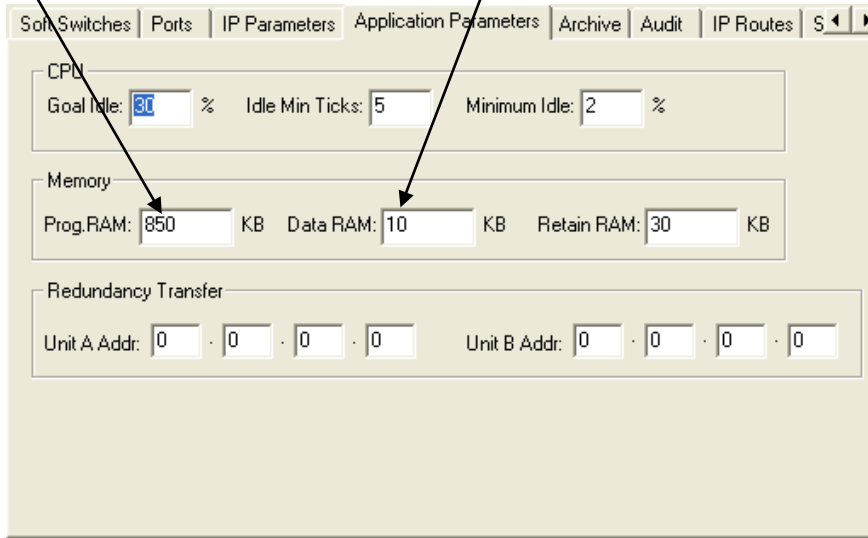 Soft Switches Ports IP Parameters Application Parameters Archive Audit IP Routes S
CPU
Goal Idle: 30 % Idle Min Ticks: 5 Minimum Idle: 2 %
Memory
Prog.RAM: 850 KB Data RAM: 10 KB Retain RAM: 30 KB
Redundancy Transfer
Unit A Addr: 0 . 0 . 0 . 0 Unit B Addr: 0 . 0 . 0 . 0